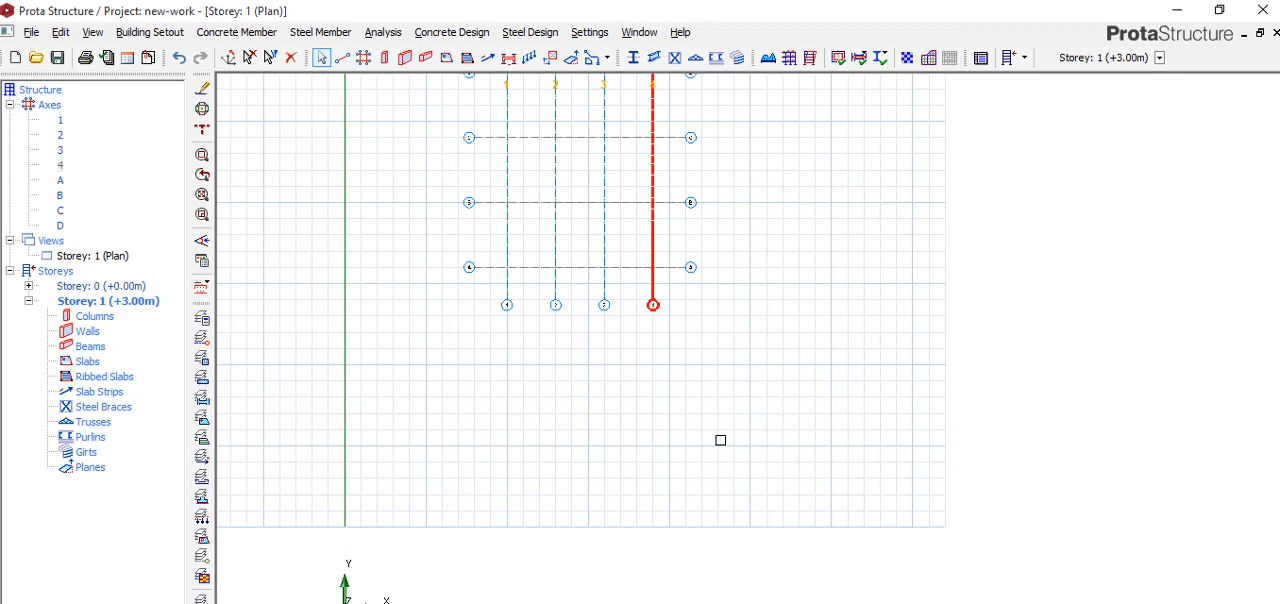 Prota Structure / Project: new-work - [Storey: 1 (Plan)]
File Edit View Building Setout Concrete Member Steel Member Analysis Concrete Design Steel Design Settings Window Help
ProtaStructure
Storey: 1 (+3.00m)
Structure
Axes
1
2
3
4
A
B
C
D
Views
Storey: 1 (Plan)
Storeys
Storey: 0 (+0.00m)
Storey: 1 (+3.00m)
Columns
Walls
Beams
Slabs
Ribbed Slabs
Slab Strips
Steel Braces
Trusses
Purlins
Girts
Planes
1 2 3
Y
X